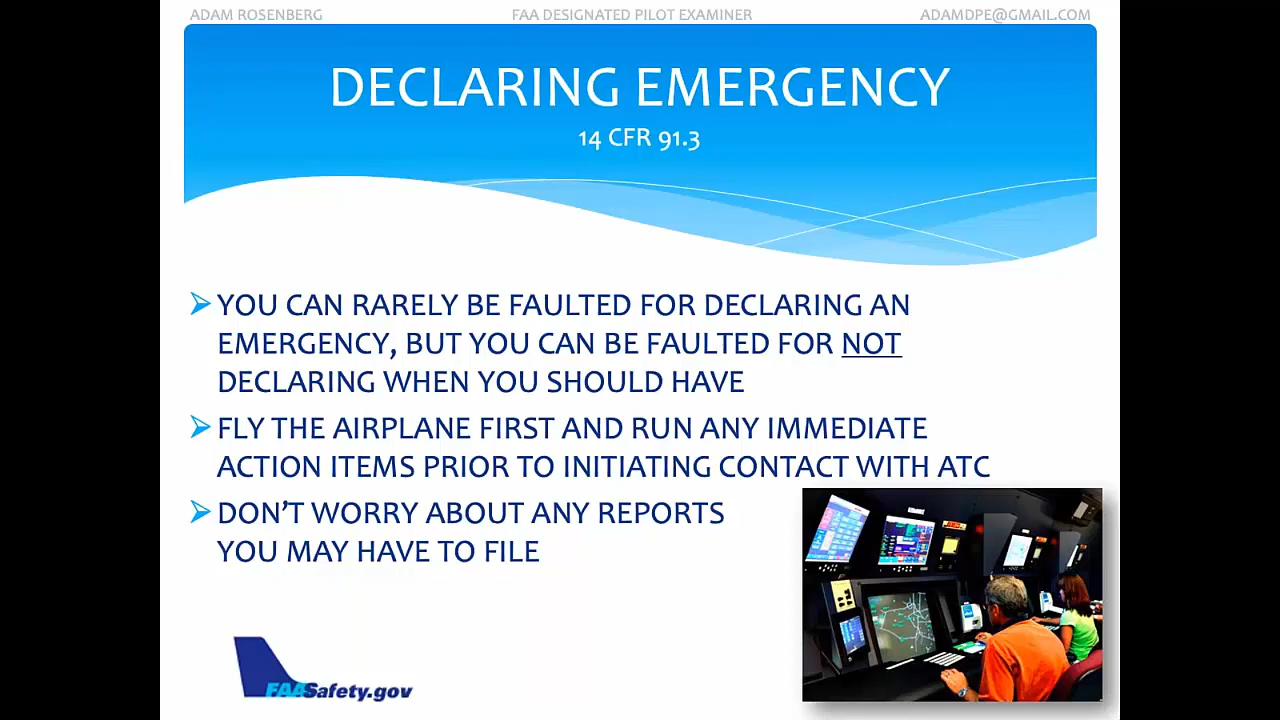 ADAM ROSENBERG FAA DESIGNATED PILOT EXAMINER ADAMDPE@GMAIL.COM
DECLARING EMERGENCY
14 CFR 91.3
YOU CAN RARELY BE FAULTED FOR DECLARING AN
EMERGENCY, BUT YOU CAN BE FAULTED FOR NOT
DECLARING WHEN YOU SHOULD HAVE
FLY THE AIRPLANE FIRST AND RUN ANY IMMEDIATE
ACTION ITEMS PRIOR TO INITIATING CONTACT WITH ATC
DON'T WORRY ABOUT ANY REPORTS
YOU MAY HAVE TO FILE
FAASafety.gov